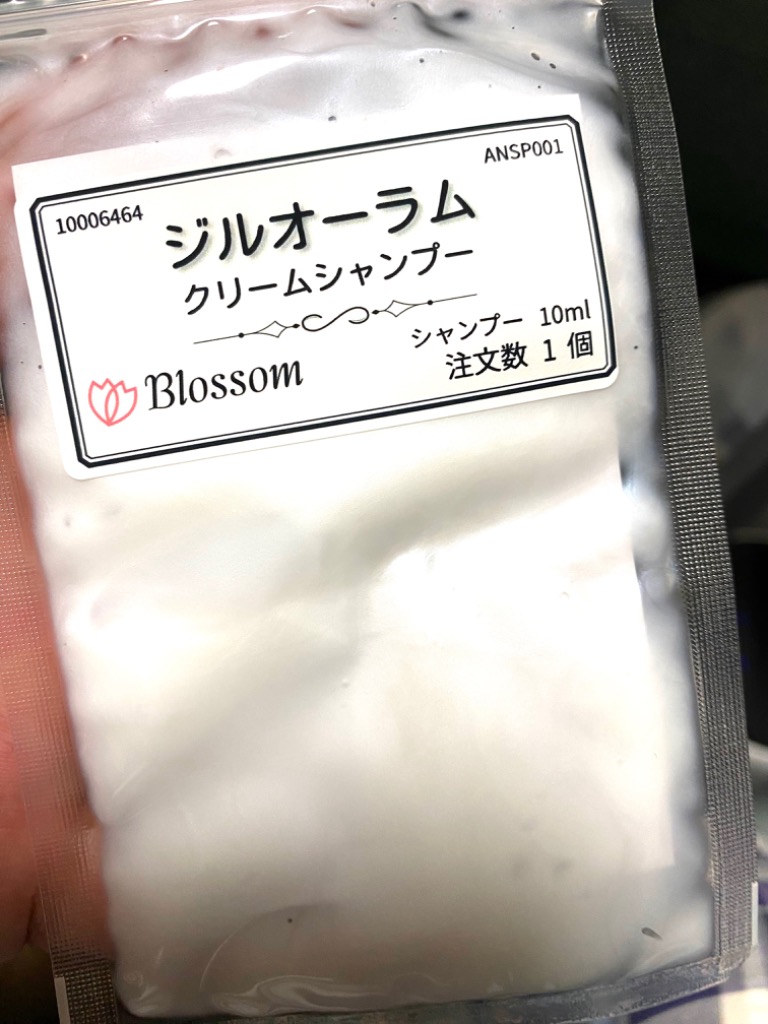 10006464
ANSP001
ジルオーラム
クリームシャンプー
シャンプー 10ml
注文数 1 個
Blossom